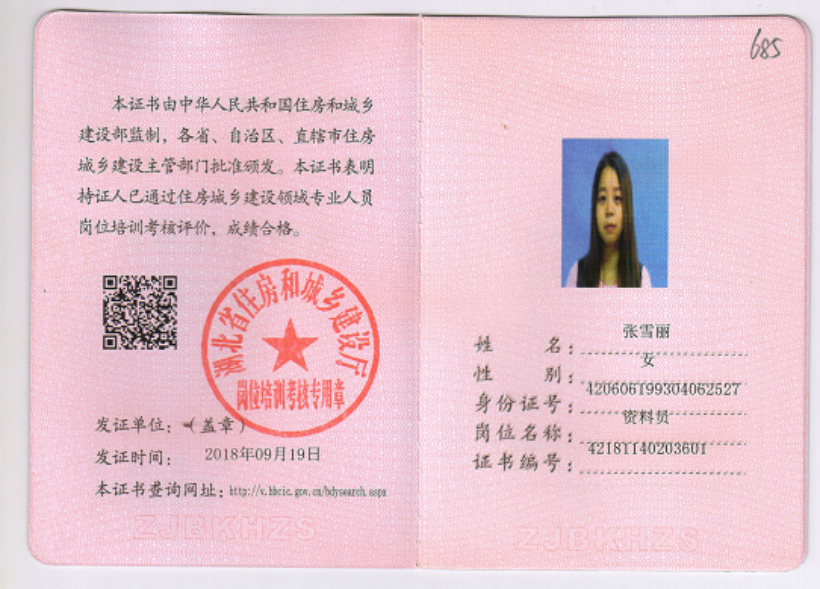 本证书由中华人民共和国住房和城乡
建设部监制，各省、自治区、直辖市住房
城乡建设主管部门批准颁发。本证书表明
持证人已通过住房城乡建设领域专业人员
岗位培训考核评价，成绩合格。
湖北省住房和城乡建设厅
岗位培训考核专用章
发证单位：（盖章）
发证时间： 2018年09月19日
本证书查询网址：http://v.hbcic.gov.cn/bdysearch.aspx
ZJBKHZS
685
姓 名： 张雪丽
性 别： 女
身份证号： 420606199304062527
岗位名称： 资料员
证书编号： 42181140203601
ZJBKHZS